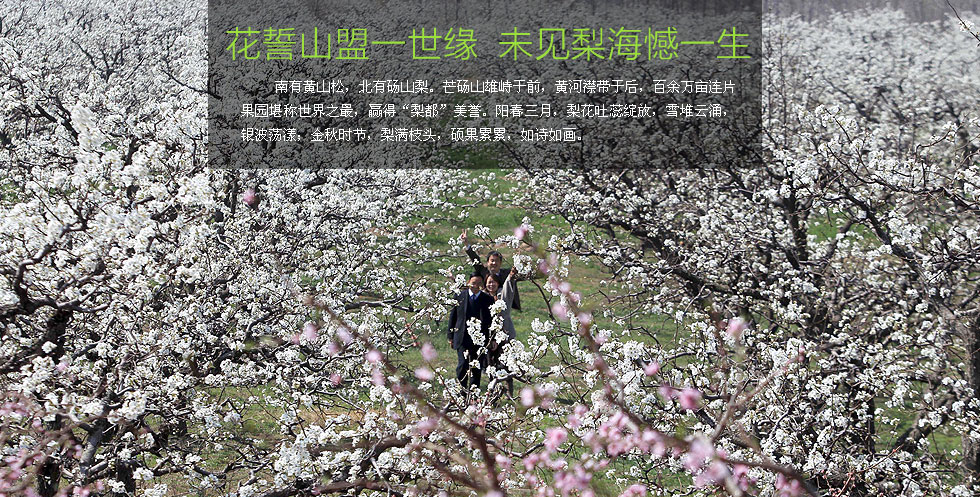 花誓山盟一世缘 未见梨海憾一生
南有黄山松，北有砀山梨。芒砀山雄峙于前，黄河襟带于后，百余万亩连片
果园堪称世界之最，赢得“梨都”美誉。阳春三月，梨花吐蕊绽放，雪堆云涌，
银波荡漾，金秋时节，梨满枝头，硕果累累，如诗如画。